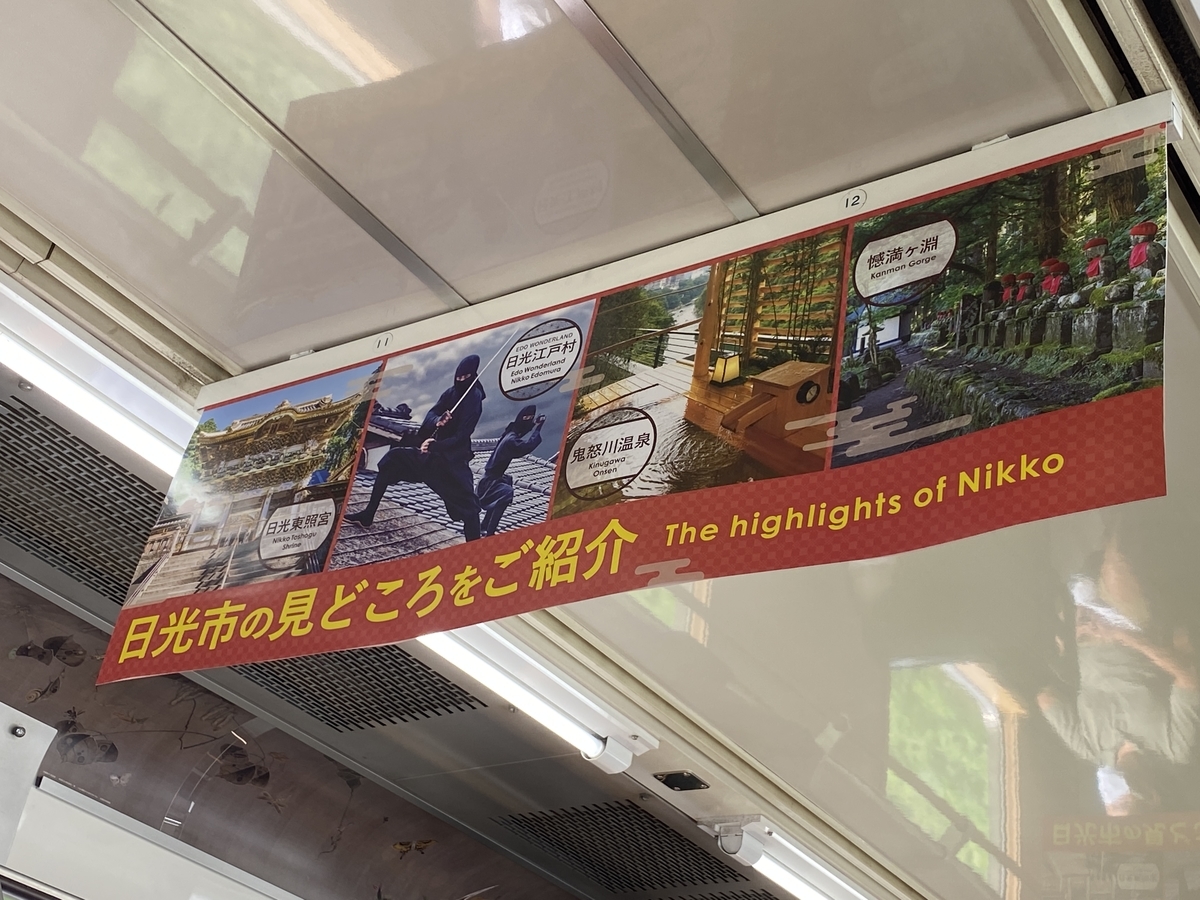 11
12
日光東照宮
Nikko Toshogu
Shrine
EDO WONDERLAND
日光江戸村
Edo Wonderland
Nikko Edomura
鬼怒川温泉
Kinugawa
Onsen
憾満ヶ淵
Kanman Gorge
日光市の見どころをご紹介
The highlights of Nikko